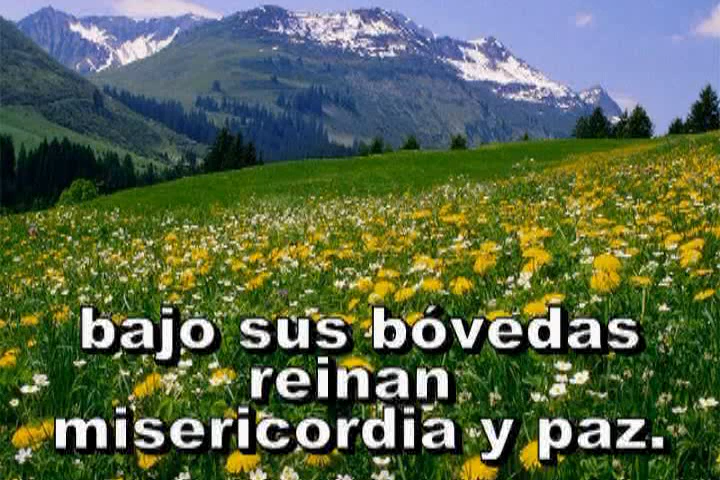 bajo sus bóvedas
reinan
misericordia y paz.